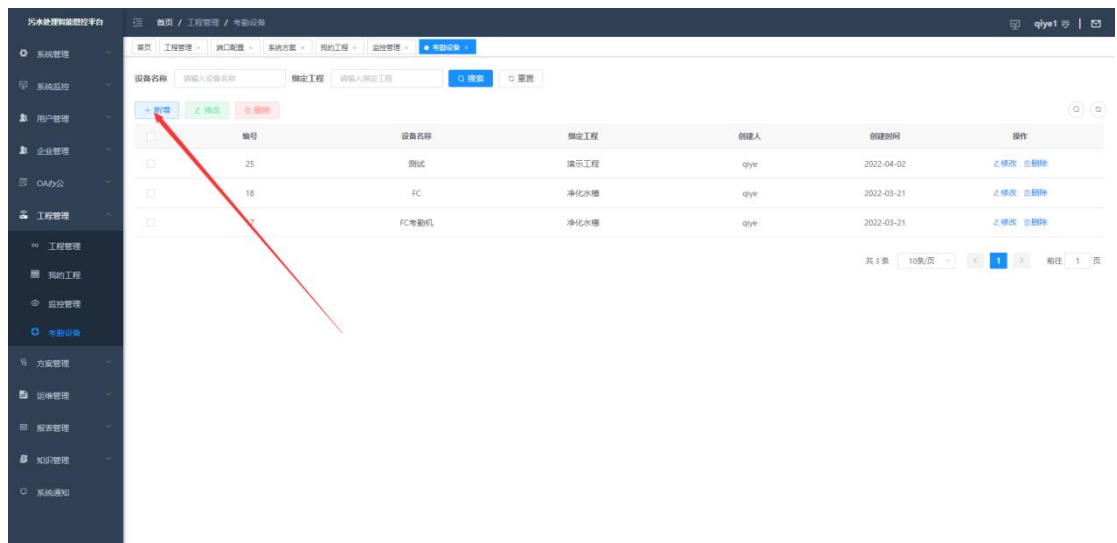 污水处理智能管控平台
首页 / 工程管理 / 考勤设备
qiye1
首页 工程管理 × 端口配置 × 系统方案 × 我的工程 × 监控管理 × 考勤设备 ×
系统管理
系统监控
用户管理
企业管理
OA办公
工程管理
工程管理
我的工程
监控管理
考勤设备
方案管理
运维管理
报表管理
知识管理
系统通知
设备名称 请输入设备名称 绑定工程 请输入绑定工程 搜索 重置
+ 新增 修改 删除
编号 设备名称 绑定工程 创建人 创建时间 操作
25 测试 演示工程 qiye 2022-04-02 修改 删除
18 FC 净化水槽 qiye 2022-03-21 修改 删除
7 FC考勤机 净化水槽 qiye 2022-03-21 修改 删除
共 3 条 10条/页 < 1 > 前往 1 页